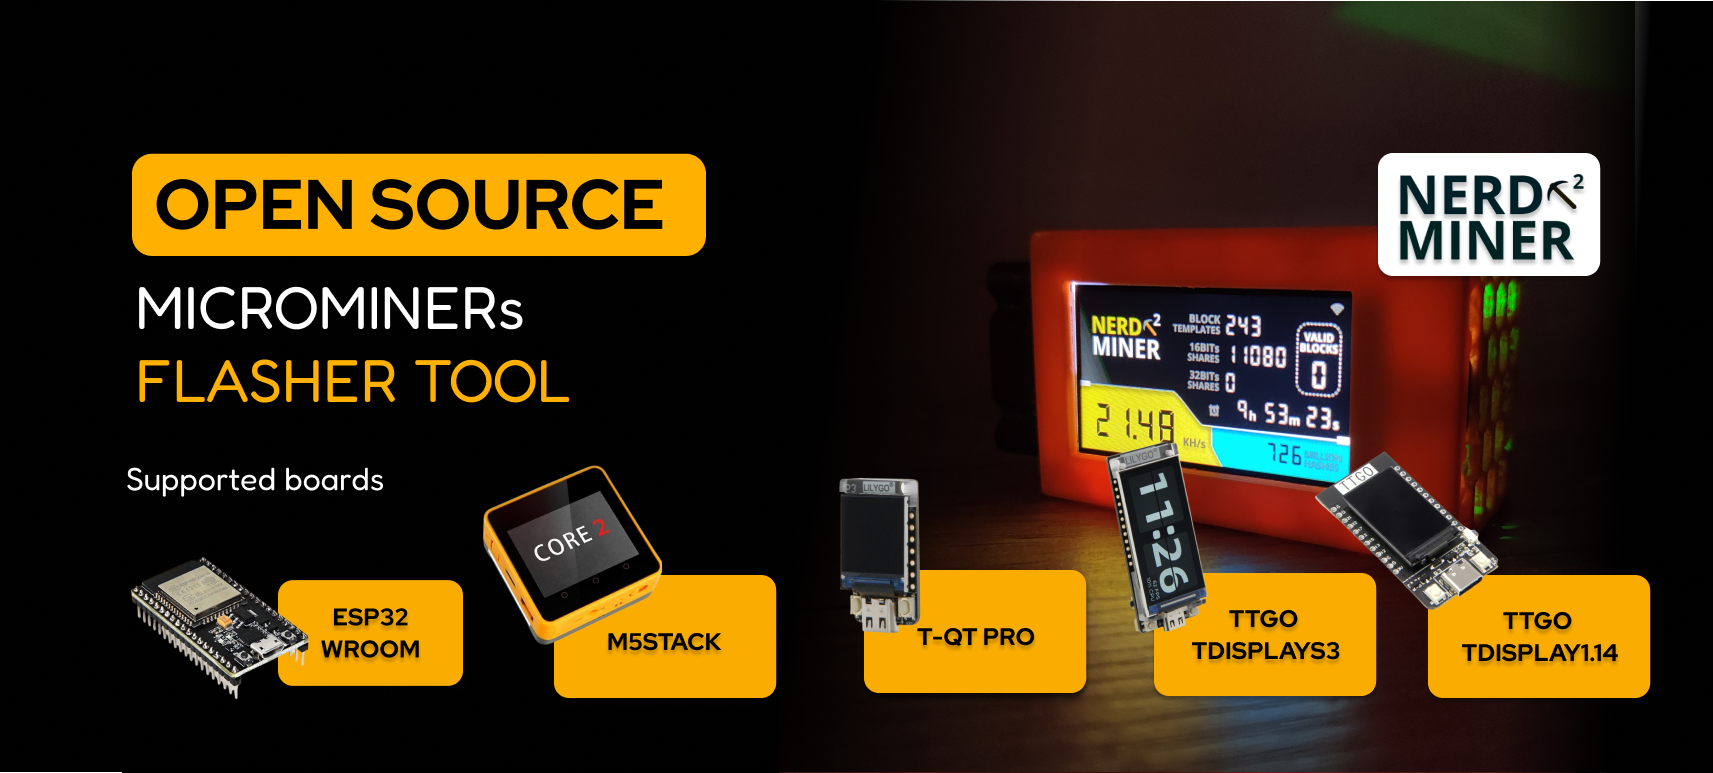 OPEN SOURCE
MICROMINERs
FLASHER TOOL
Supported boards
NERD 2
MINER
NERD 2
MINER
BLOCK
TEMPLATES 243
16BITs
SHARES 11080
32BITs
SHARES 0
VALID
BLOCKS
0
9h 53m 23s
21.48 KH/s
726 MILLION
HASHES
ESP32
WROOM
CORE 2
M5STACK
LILYGO
T-QT PRO
LILYGO
11:26
TTGO
TDISPLAYS3
TTGO
TTGO
TDISPLAY1.14